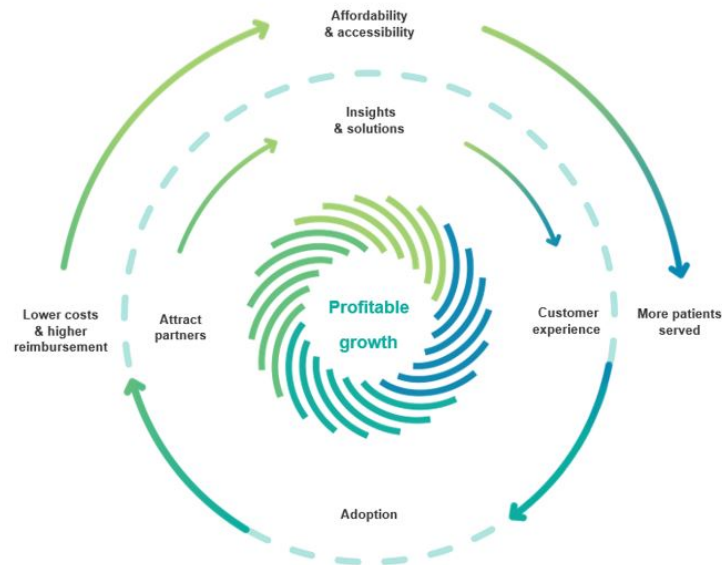 Affordability
& accessibility
Insights
& solutions
Lower costs
& higher
reimbursement
Attract
partners
Profitable
growth
Customer
experience
More patients
served
Adoption